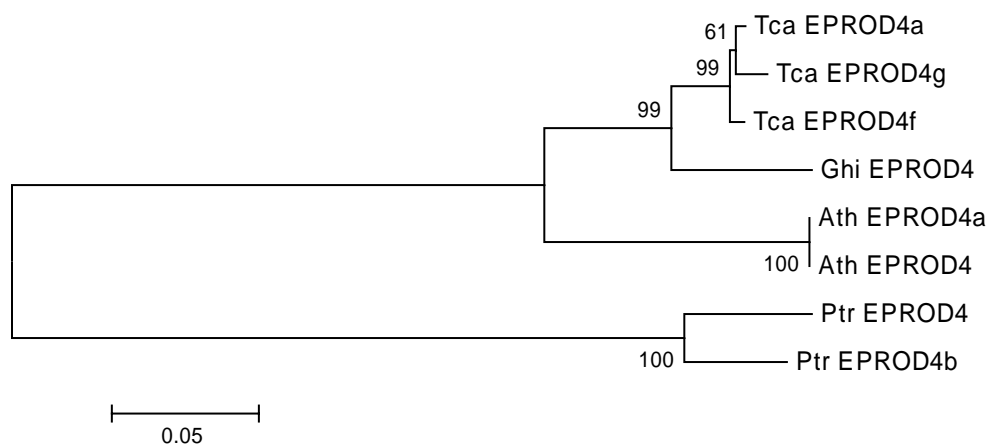 61
Tca EPROD4a
Tca EPROD4g
99
Tca EPROD4f
99
Ghi EPROD4
Ath EPROD4a
100
Ath EPROD4
Ptr EPROD4
100
Ptr EPROD4b
0.05